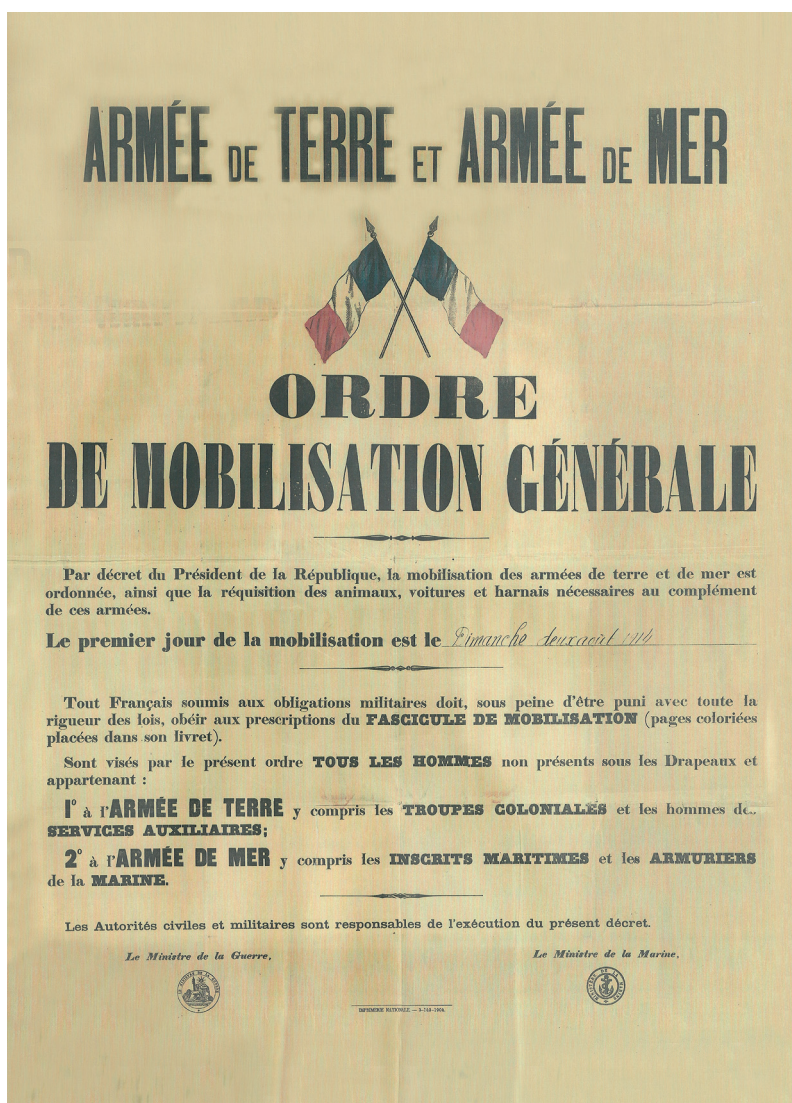 ARMÉE DE TERRE ET ARMÉE DE MER
ORDRE
DE MOBILISATION GÉNÉRALE
Par décret du Président de la République, la mobilisation des armées de terre et de mer est
ordonnée, ainsi que la réquisition des animaux, voitures et harnais nécessaires au complément
de ces armées.
Le premier jour de la mobilisation est le Dimanche deux août 1914
Tout Français soumis aux obligations militaires doit, sous peine d'être puni avec toute la
rigueur des lois, obéir aux prescriptions du FASCICULE DE MOBILISATION (pages coloriées
placées dans son livret).
Sont visés par le présent ordre TOUS LES HOMMES non présents sous les Drapeaux et
appartenant :
1° à l'ARMÉE DE TERRE y compris les TROUPES COLONIALES et les hommes des
SERVICES AUXILIAIRES;
2° à l'ARMÉE DE MER y compris les INSCRITS MARITIMES et les ARMURIERS
de la MARINE.
Les Autorités civiles et militaires sont responsables de l'exécution du présent décret.
Le Ministre de la Guerre, Le Ministre de la Marine,
MINISTÈRE DE LA MARINE
IMPRIMERIE NATIONALE. —